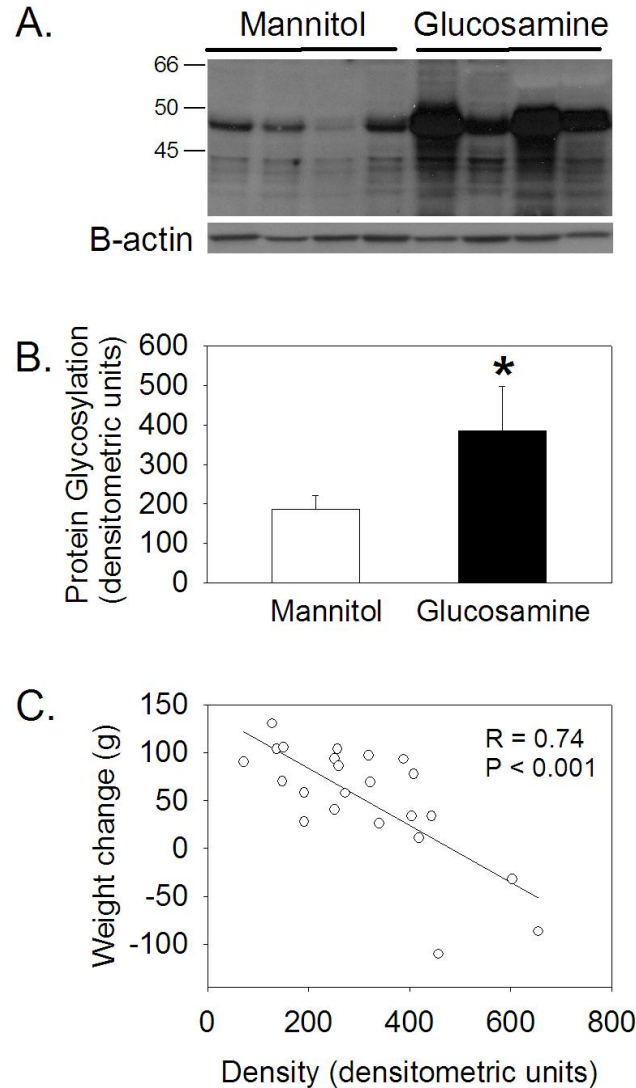 A.
Mannitol Glucosamine
66
50
45
B-actin
B.
Protein Glycosylation
(densitometric units)
600
500
400
300
200
100
0
*
Mannitol Glucosamine
C.
Weight change (g)
150
100
50
0
-50
-100
R = 0.74
P < 0.001
0 200 400 600 800
Density (densitometric units)